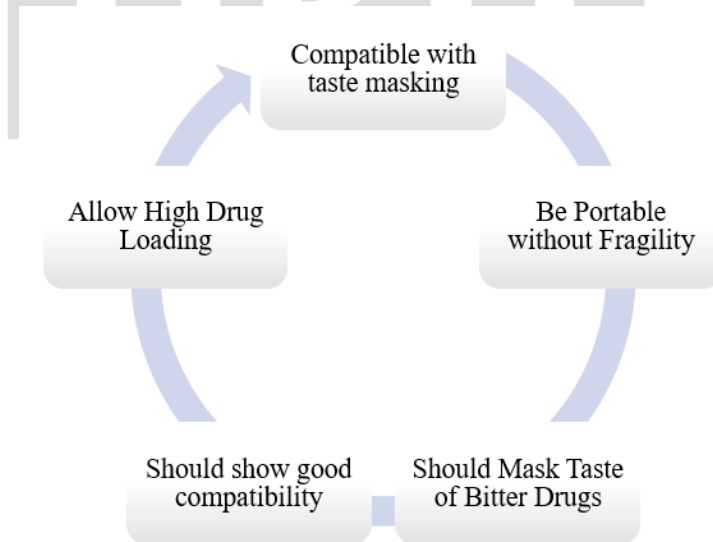 Compatible with
taste masking
Be Portable
without Fragility
Should Mask Taste
of Bitter Drugs
Should show good
compatibility
Allow High Drug
Loading